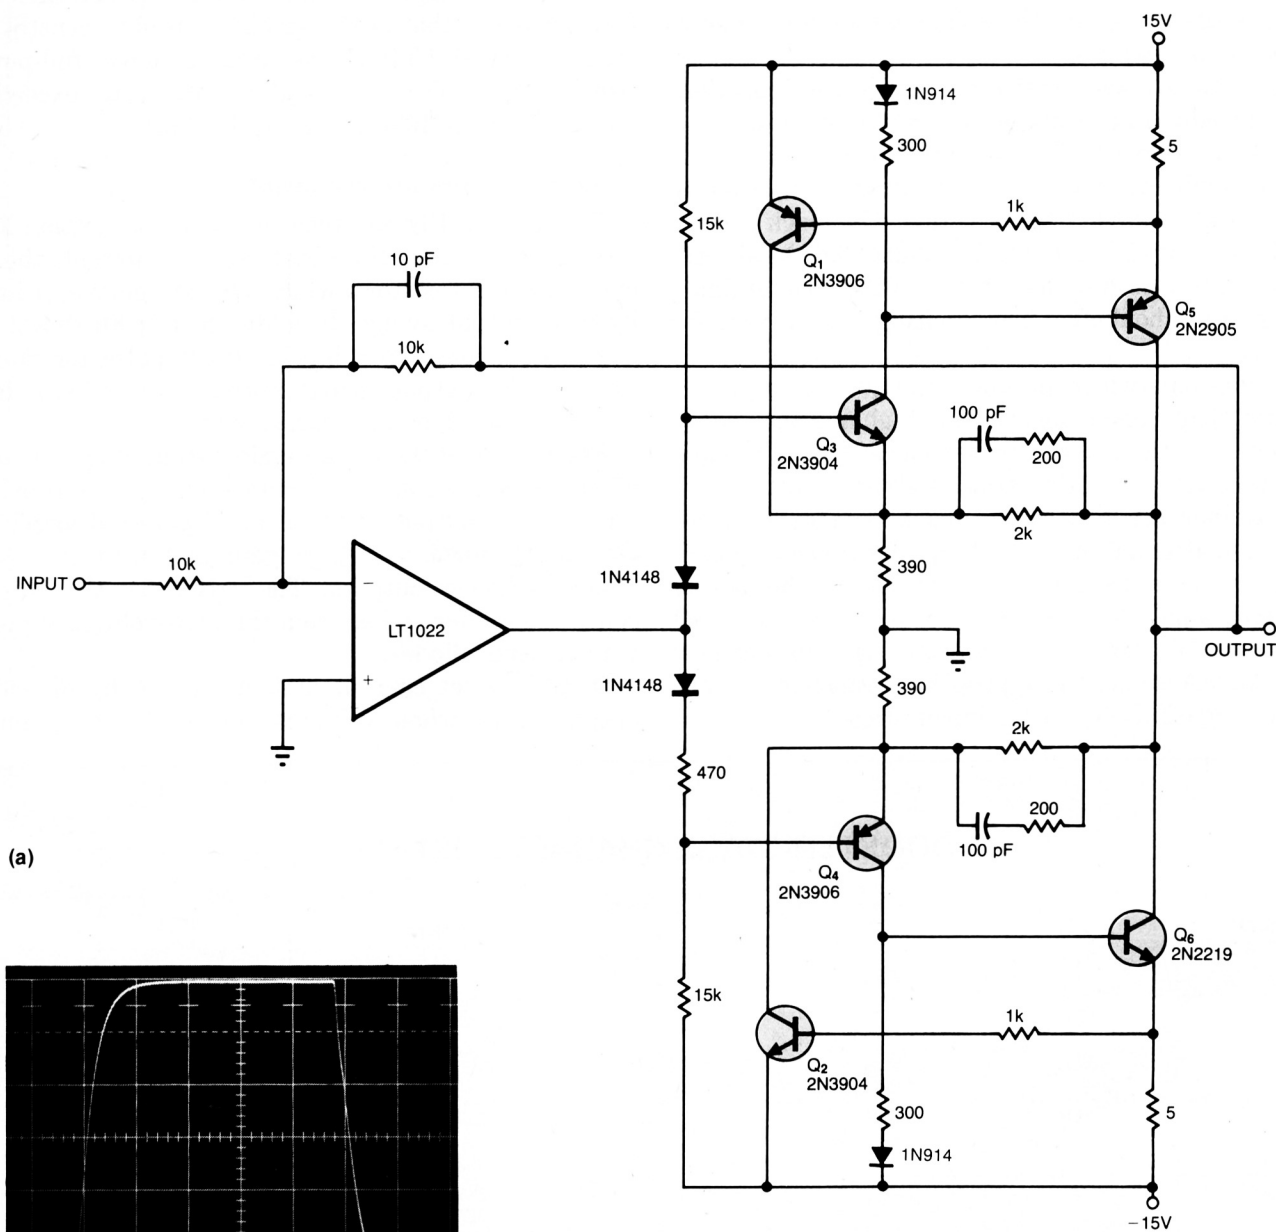 15V
1N914
300
5
15k
1k
Q1
2N3906
Q5
2N2905
10 pF
10k
Q3
2N3904
100 pF
200
2k
10k
INPUT
−
LT1022
+
1N4148
390
OUTPUT
1N4148
390
2k
470
200
100 pF
(a)
Q4
2N3906
Q6
2N2219
15k
1k
Q2
2N3904
300
5
1N914
−15V